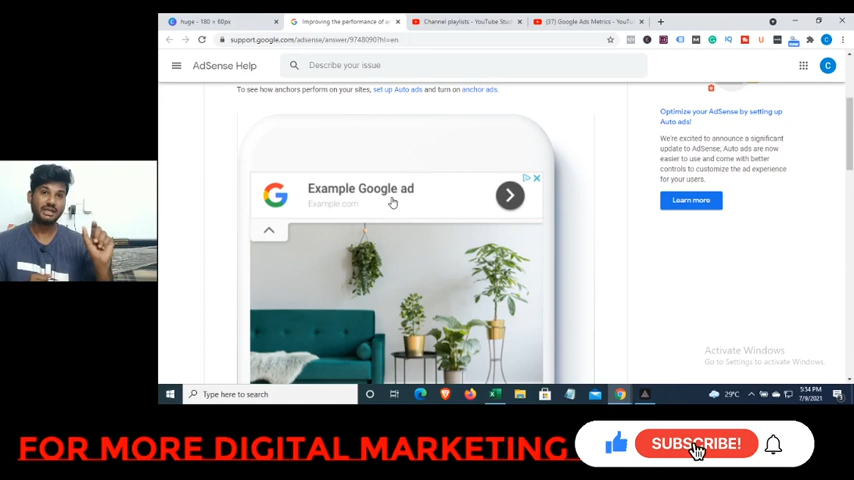 huge - 180 × 60px
Improving the performance of an
Channel playlists - YouTube Stud
(37) Google Ads Metrics - YouTu
support.google.com/adsense/answer/9748090?hl=en
AdSense Help
Describe your issue
C
To see how anchors perform on your sites, set up Auto ads and turn on anchor ads.
Example Google ad
Example.com
Optimize your AdSense by setting up
Auto ads!
We're excited to announce a significant
update to AdSense; Auto ads are now
easier to use and come with better
controls to customize the ad experience
for your users.
Learn more
Activate Windows
Go to Settings to activate Windows.
Type here to search
29°C
5:54 PM
7/9/2021
FOR MORE DIGITAL MARKETING
SUBSCRIBE!